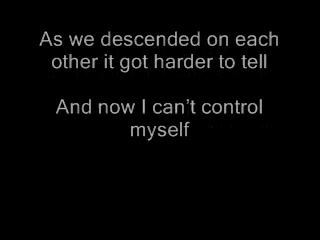 As we descended on each
other it got harder to tell
And now I can't control
myself